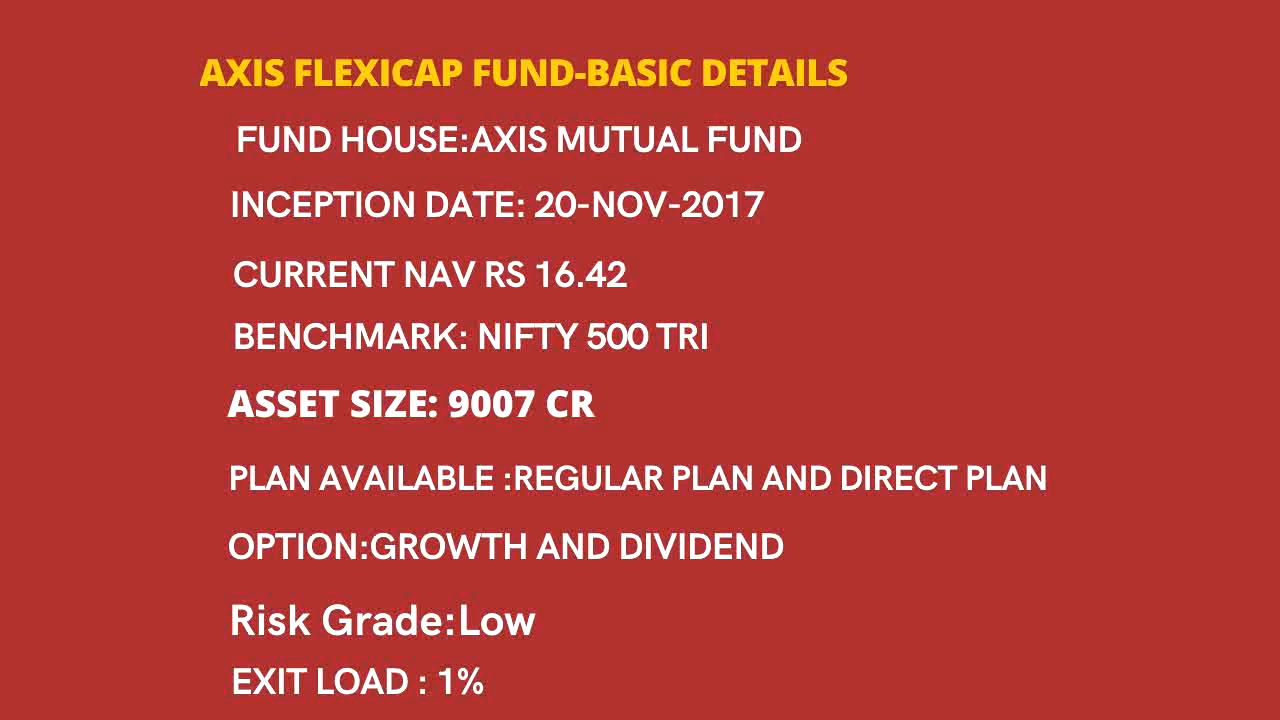 AXIS FLEXICAP FUND-BASIC DETAILS
FUND HOUSE:AXIS MUTUAL FUND
INCEPTION DATE: 20-NOV-2017
CURRENT NAV RS 16.42
BENCHMARK: NIFTY 500 TRI
ASSET SIZE: 9007 CR
PLAN AVAILABLE :REGULAR PLAN AND DIRECT PLAN
OPTION:GROWTH AND DIVIDEND
Risk Grade:Low
EXIT LOAD : 1%